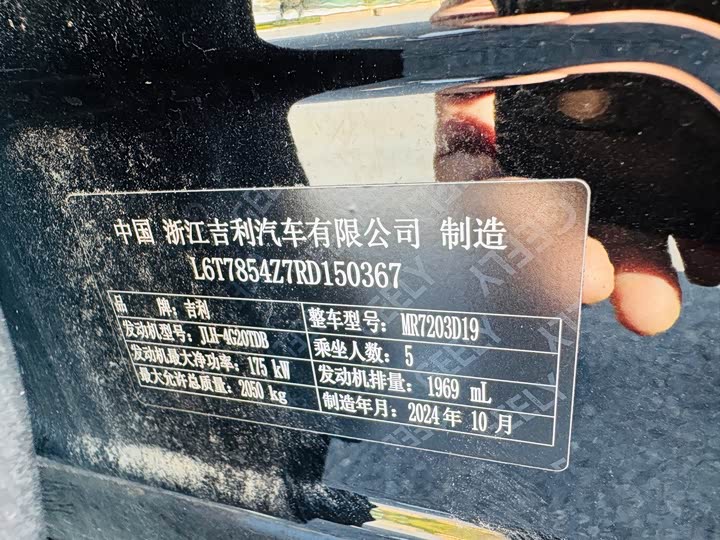 中国 浙江吉利汽车有限公司 制造
L6T7854Z7RD150367
品 牌：吉利
整车型号：MR7203D19
发动机型号：JLH-4G20TDB
乘坐人数：5
发动机最大净功率：175 kW
发动机排量：1969 mL
最大允许总质量：2050 kg
制造年月：2024 年 10 月
GEELY